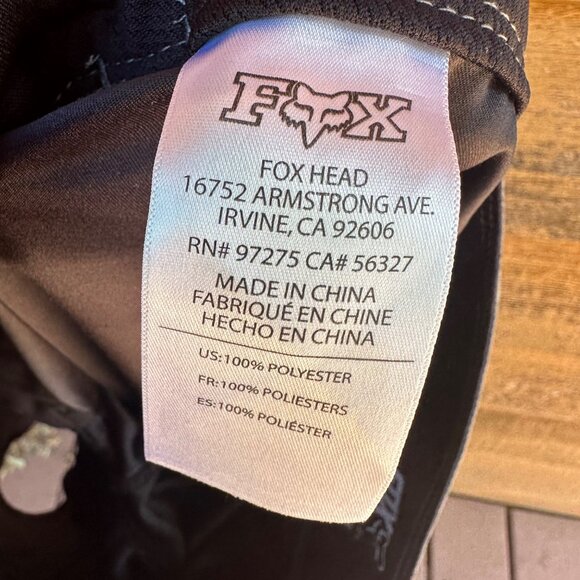 FOX
FOX HEAD
16752 ARMSTRONG AVE.
IRVINE, CA 92606
RN# 97275 CA# 56327
MADE IN CHINA
FABRIQUÉ EN CHINE
HECHO EN CHINA
US:100% POLYESTER
FR:100% POLIESTERS
ES:100% POLIÉSTER